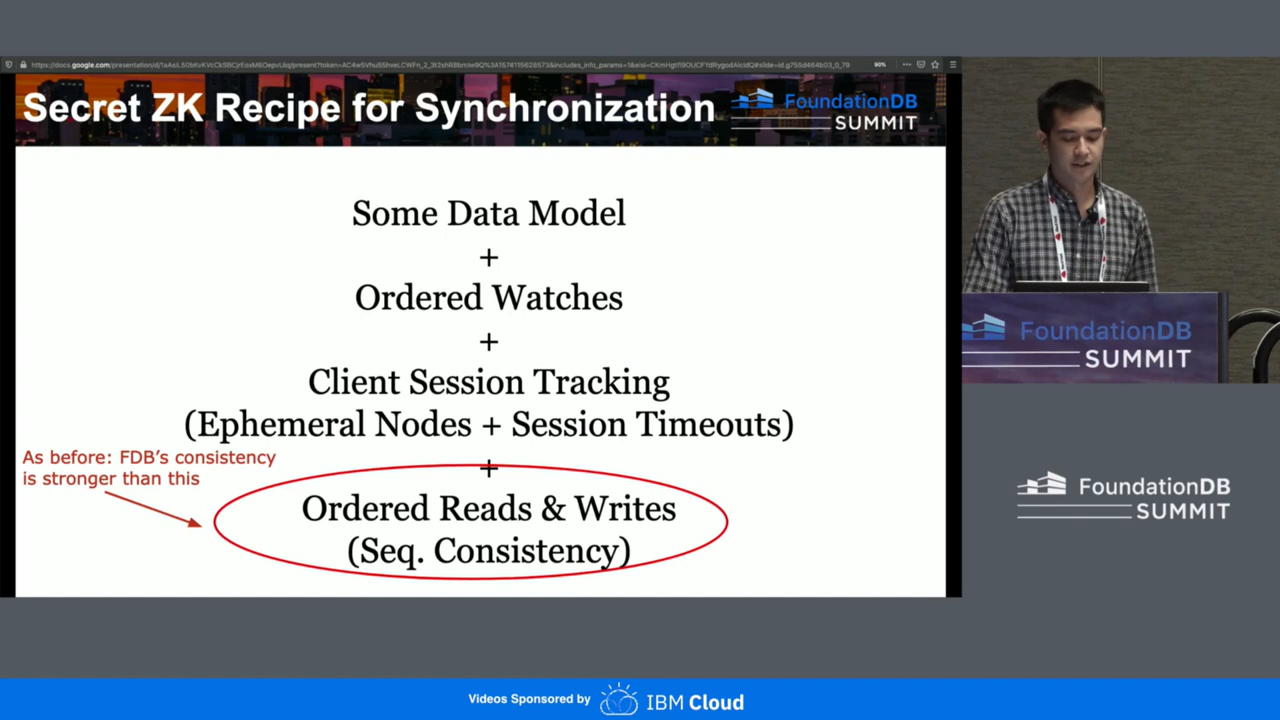 Secret ZK Recipe for Synchronization
FoundationDB
SUMMIT
Some Data Model
+
Ordered Watches
+
Client Session Tracking
(Ephemeral Nodes + Session Timeouts)
+
As before: FDB's consistency
is stronger than this
Ordered Reads & Writes
(Seq. Consistency)
FoundationDB
SUMMIT
FoundationDB
SUMMIT
Videos Sponsored by
IBM Cloud